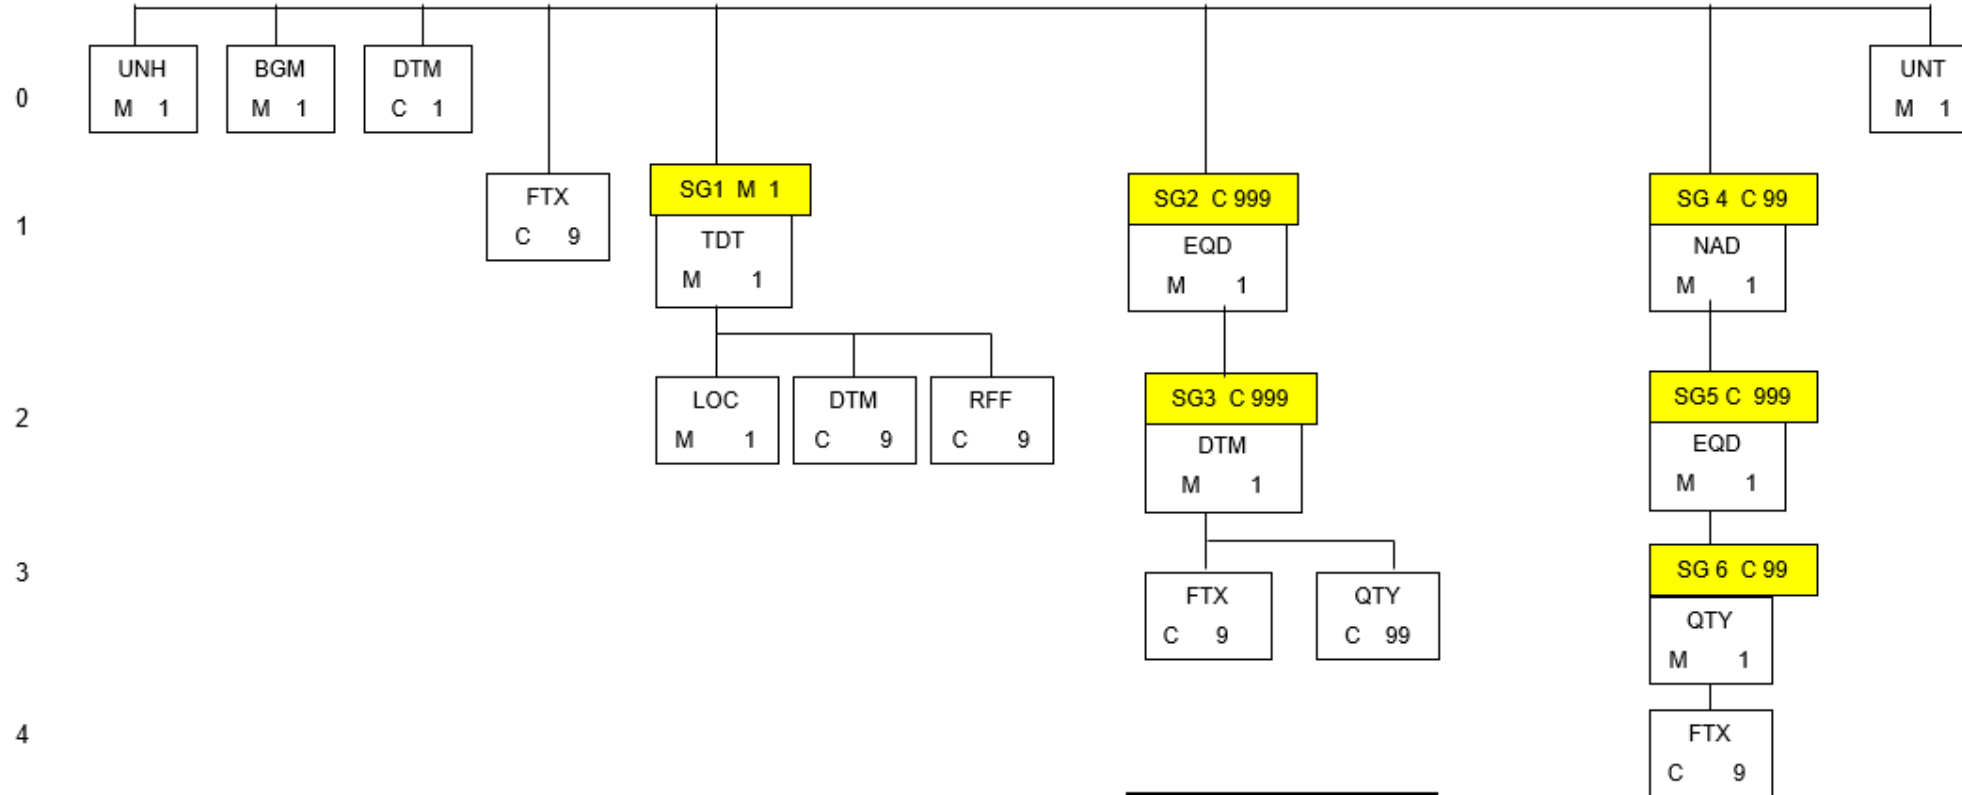 0
UNH
M 1
BGM
M 1
DTM
C 1
UNT
M 1
1
FTX
C 9
SG1 M 1
TDT
M 1
SG2 C 999
EQD
M 1
SG 4 C 99
NAD
M 1
2
LOC
M 1
DTM
C 9
RFF
C 9
SG3 C 999
DTM
M 1
SG5 C 999
EQD
M 1
3
FTX
C 9
QTY
C 99
SG 6 C 99
QTY
M 1
4
FTX
C 9